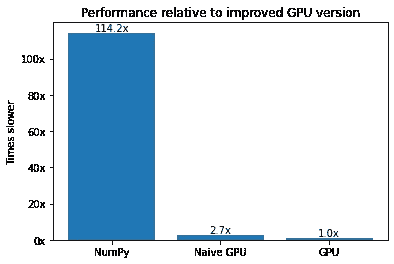 Performance relative to improved GPU version
114.2x
100x
80x
60x
40x
20x
0x
Times slower
2.7x
1.0x
NumPy
Naive GPU
GPU